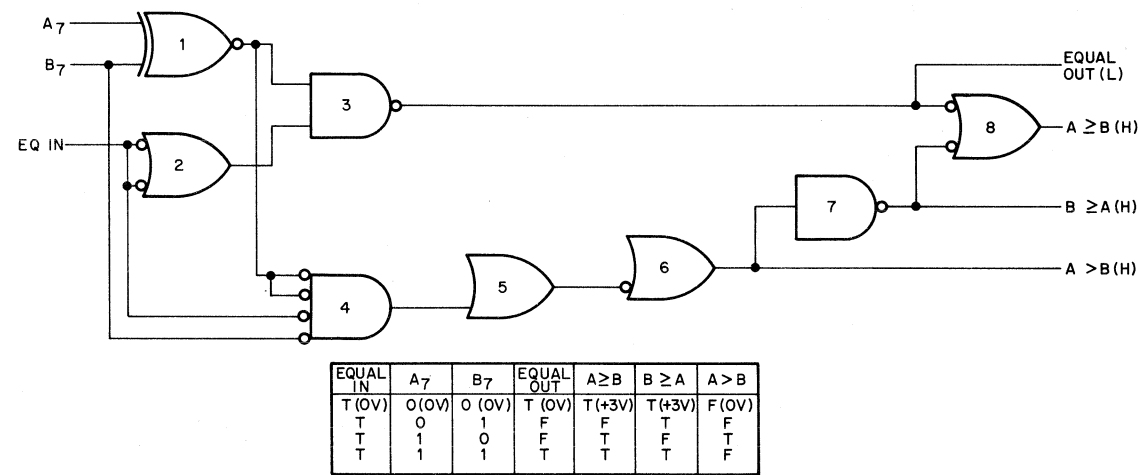 A7
B7
EQ IN
1
2
3
4
5
6
7
8
EQUAL
OUT (L)
A ≥ B (H)
B ≥ A (H)
A > B (H)
EQUAL IN A7 B7 EQUAL OUT A ≥ B B ≥ A A > B
T (0V) 0 (0V) 0 (0V) T (0V) T (+3V) T (+3V) F (0V)
T 0 1 F F T F
T 1 0 F T F T
T 1 1 T T T F